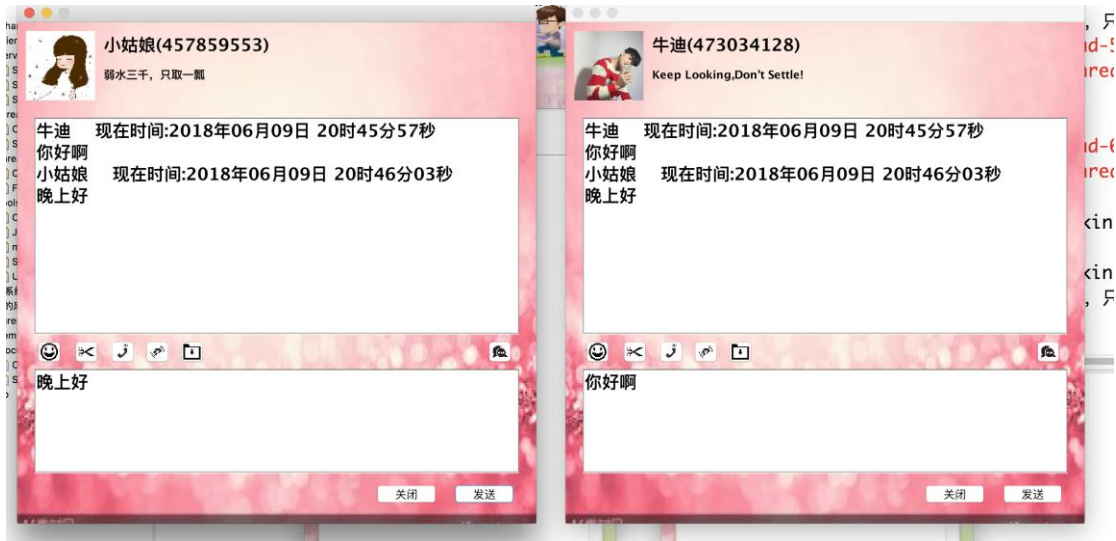 小姑娘(457859553)
弱水三千，只取一瓢
牛迪 现在时间:2018年06月09日 20时45分57秒
你好啊
小姑娘 现在时间:2018年06月09日 20时46分03秒
晚上好
晚上好
关闭 发送
牛迪(473034128)
Keep Looking,Don't Settle!
牛迪 现在时间:2018年06月09日 20时45分57秒
你好啊
小姑娘 现在时间:2018年06月09日 20时46分03秒
晚上好
你好啊
关闭 发送